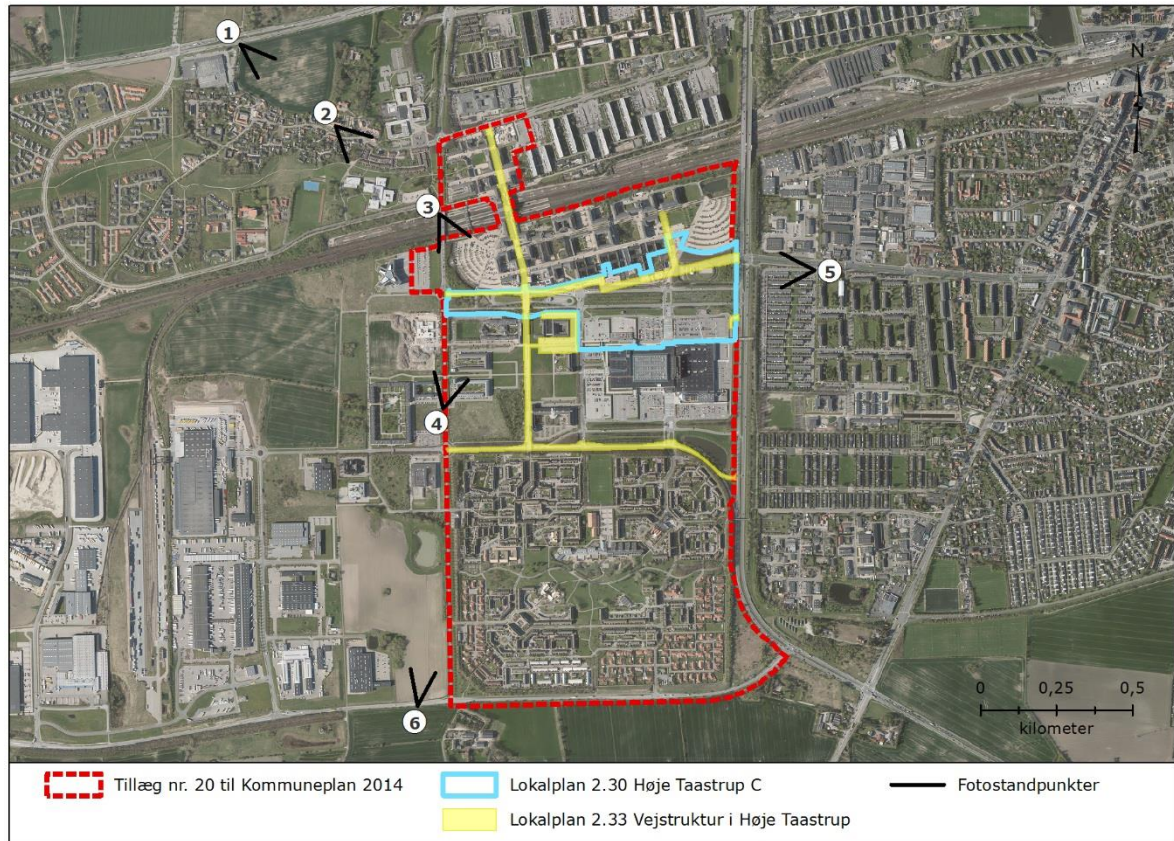 1
2
N
3
5
4
6
0 0,25 0,5
kilometer
Tillæg nr. 20 til Kommuneplan 2014
Lokalplan 2.30 Høje Taastrup C
Fotostandpunkter
Lokalplan 2.33 Vejstruktur i Høje Taastrup